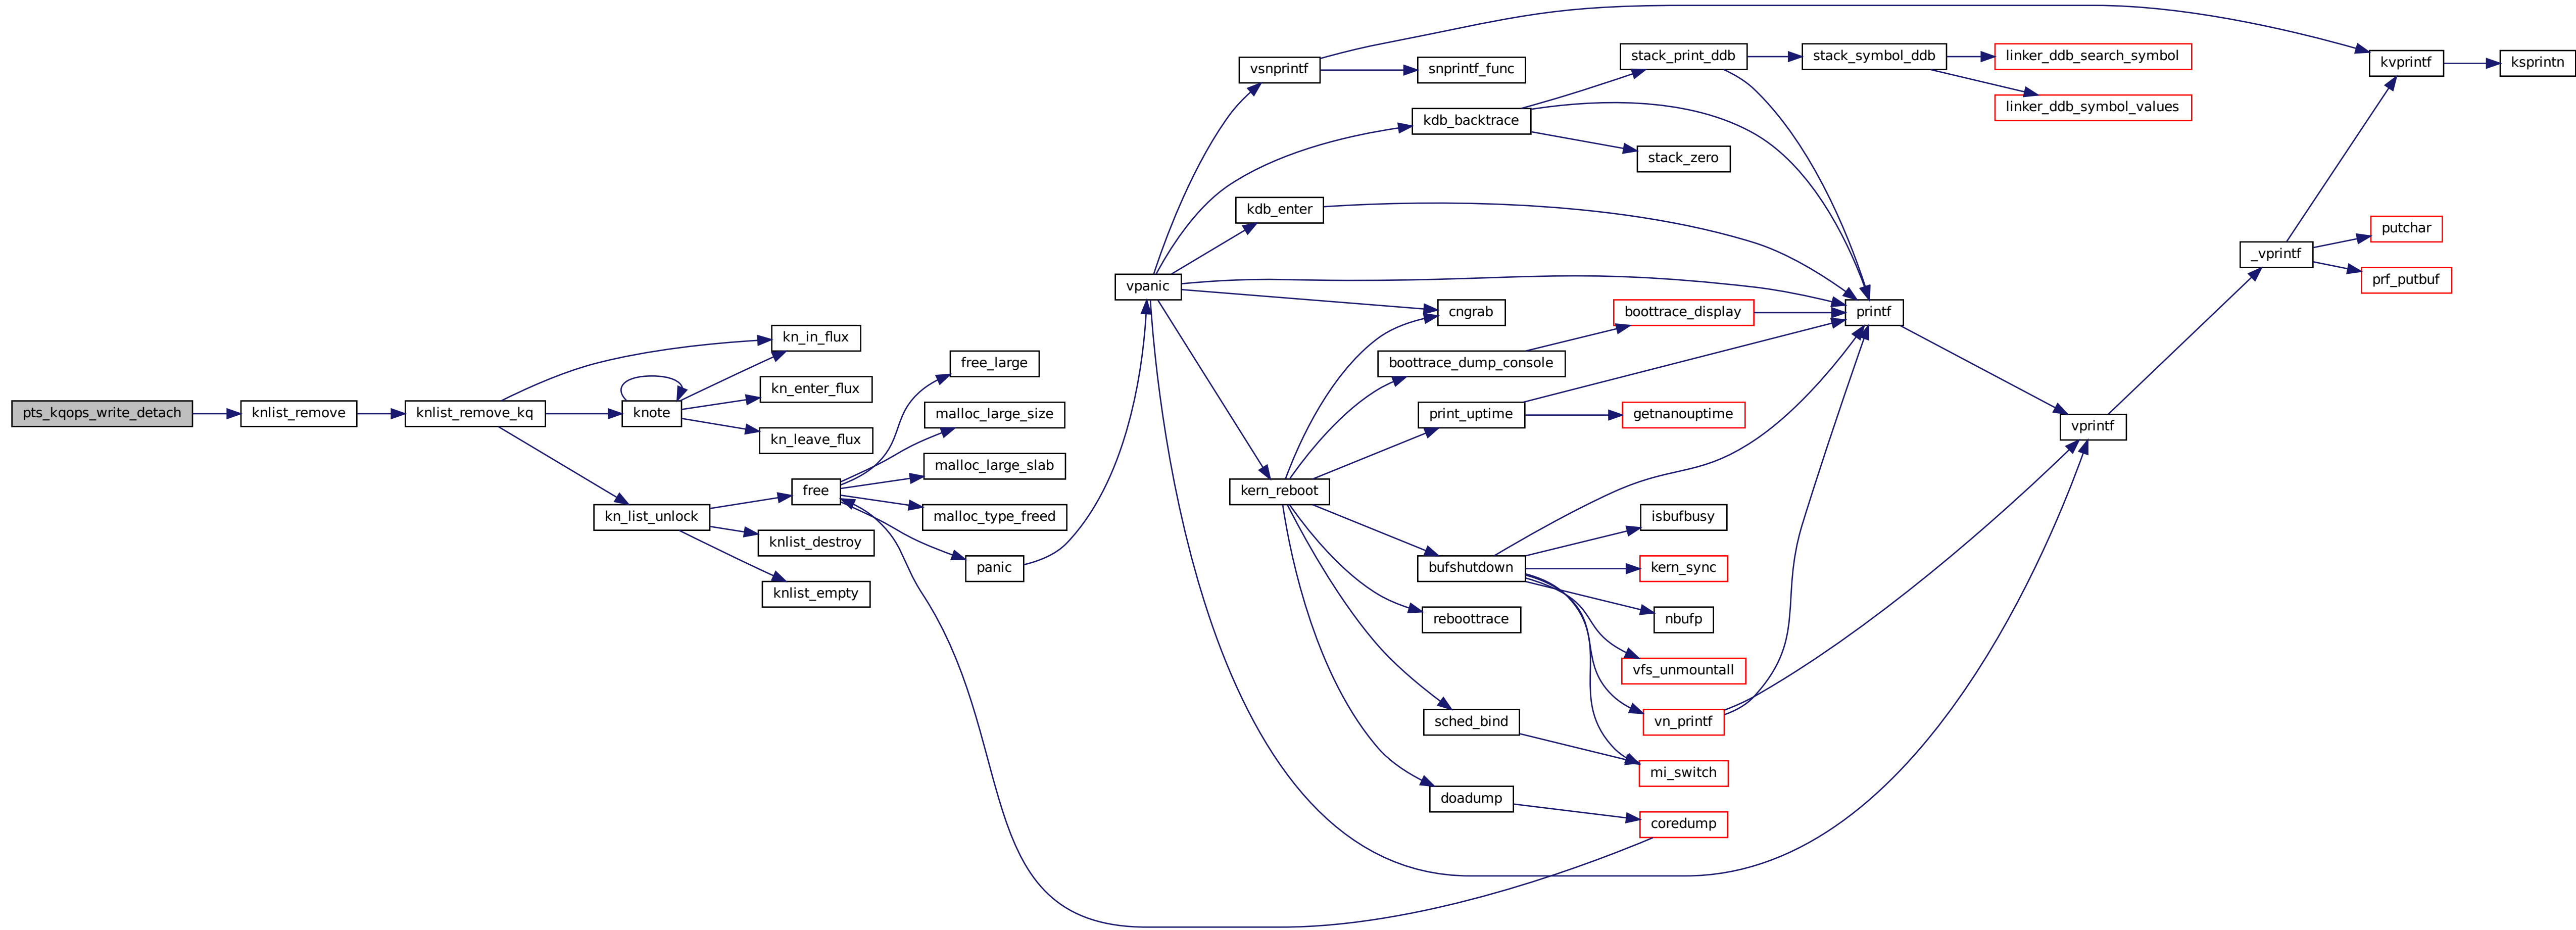 pts_kqops_write_detach
knlist_remove
knlist_remove_kq
knote
kn_in_flux
kn_enter_flux
kn_leave_flux
kn_list_unlock
free
knlist_destroy
knlist_empty
free_large
malloc_large_size
malloc_large_slab
malloc_type_freed
panic
vpanic
vsnprintf
snprintf_func
kdb_backtrace
stack_print_ddb
stack_symbol_ddb
linker_ddb_search_symbol
linker_ddb_symbol_values
stack_zero
kdb_enter
cngrab
kern_reboot
boottrace_dump_console
boottrace_display
print_uptime
getnanouptime
bufshutdown
isbufbusy
kern_sync
nbufp
vfs_unmountall
vn_printf
mi_switch
reboottrace
sched_bind
doadump
coredump
printf
vprintf
_vprintf
kvprintf
ksprintn
putchar
prf_putbuf